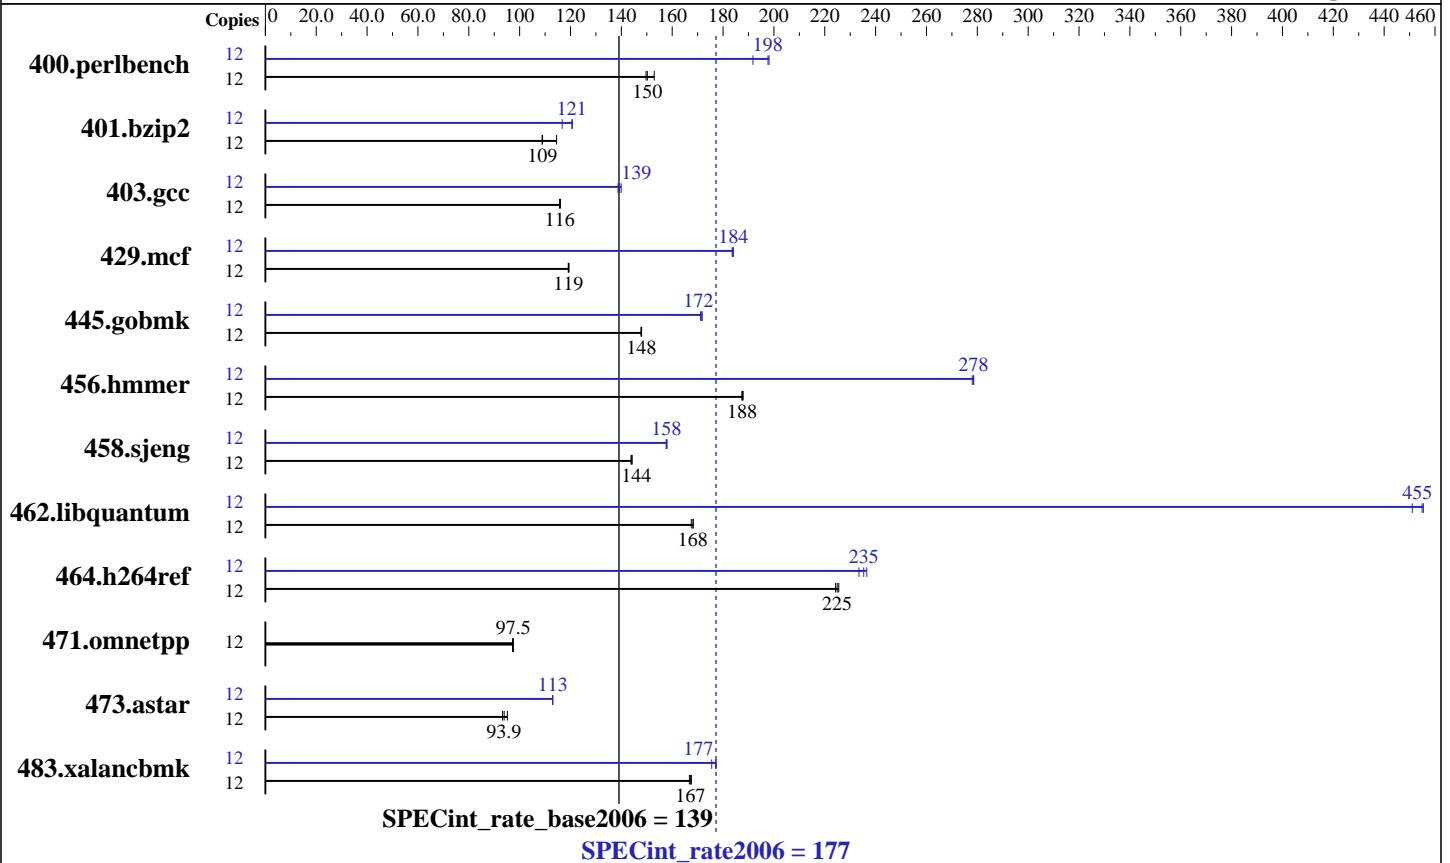 Copies 0 20.0 40.0 60.0 80.0 100 120 140 160 180 200 220 240 260 280 300 320 340 360 380 400 420 440 460
400.perlbench 12 198
12 150
401.bzip2 12 121
12 109
403.gcc 12 139
12 116
429.mcf 12 184
12 119
445.gobmk 12 172
12 148
456.hmmer 12 278
12 188
458.sjeng 12 158
12 144
462.libquantum 12 455
12 168
464.h264ref 12 235
12 225
471.omnetpp 12 97.5
473.astar 12 113
12 93.9
483.xalancbmk 12 177
12 167
SPECint_rate_base2006 = 139
SPECint_rate2006 = 177